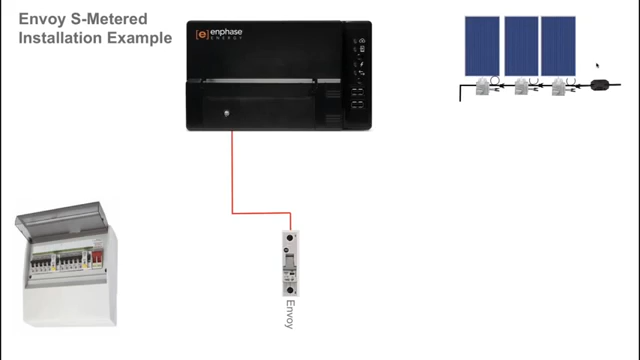 Envoy S-Metered
Installation Example
[e] enphase
ENERGY
Envoy